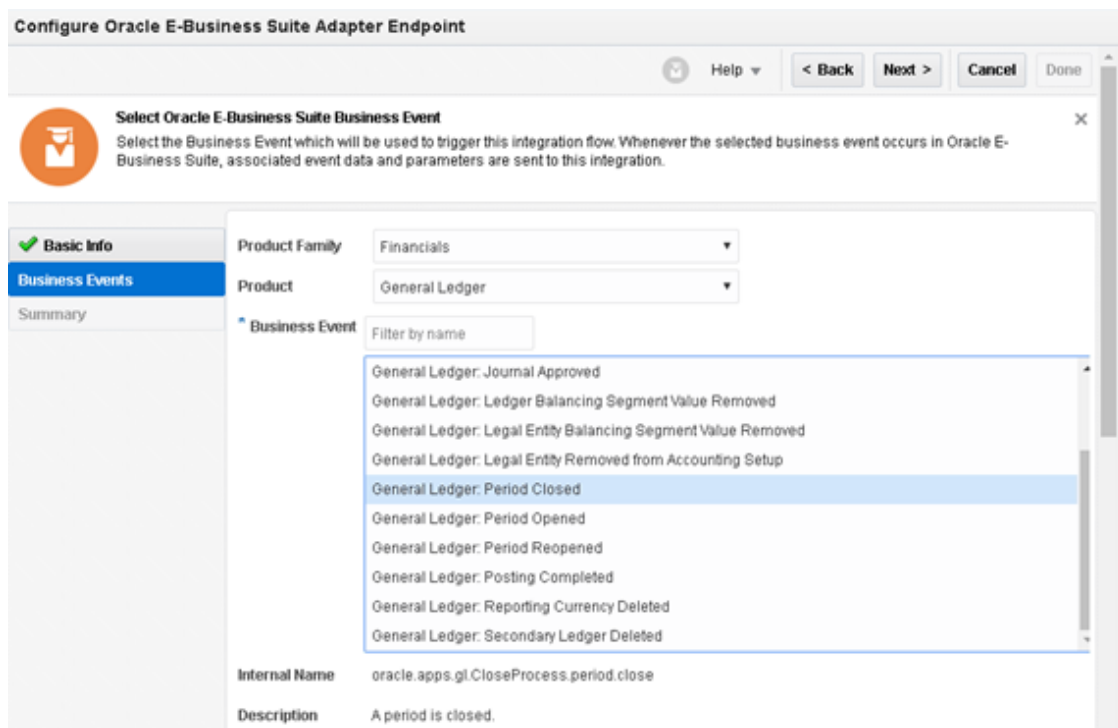 Configure Oracle E-Business Suite Adapter Endpoint
Help
< Back
Next >
Cancel
Done
Select Oracle E-Business Suite Business Event
Select the Business Event which will be used to trigger this integration flow. Whenever the selected business event occurs in Oracle E-
Business Suite, associated event data and parameters are sent to this integration.
Basic Info
Business Events
Summary
Product Family
Financials
Product
General Ledger
* Business Event
Filter by name
General Ledger: Journal Approved
General Ledger: Ledger Balancing Segment Value Removed
General Ledger: Legal Entity Balancing Segment Value Removed
General Ledger: Legal Entity Removed from Accounting Setup
General Ledger: Period Closed
General Ledger: Period Opened
General Ledger: Period Reopened
General Ledger: Posting Completed
General Ledger: Reporting Currency Deleted
General Ledger: Secondary Ledger Deleted
Internal Name
oracle.apps.gl.CloseProcess.period.close
Description
A period is closed.